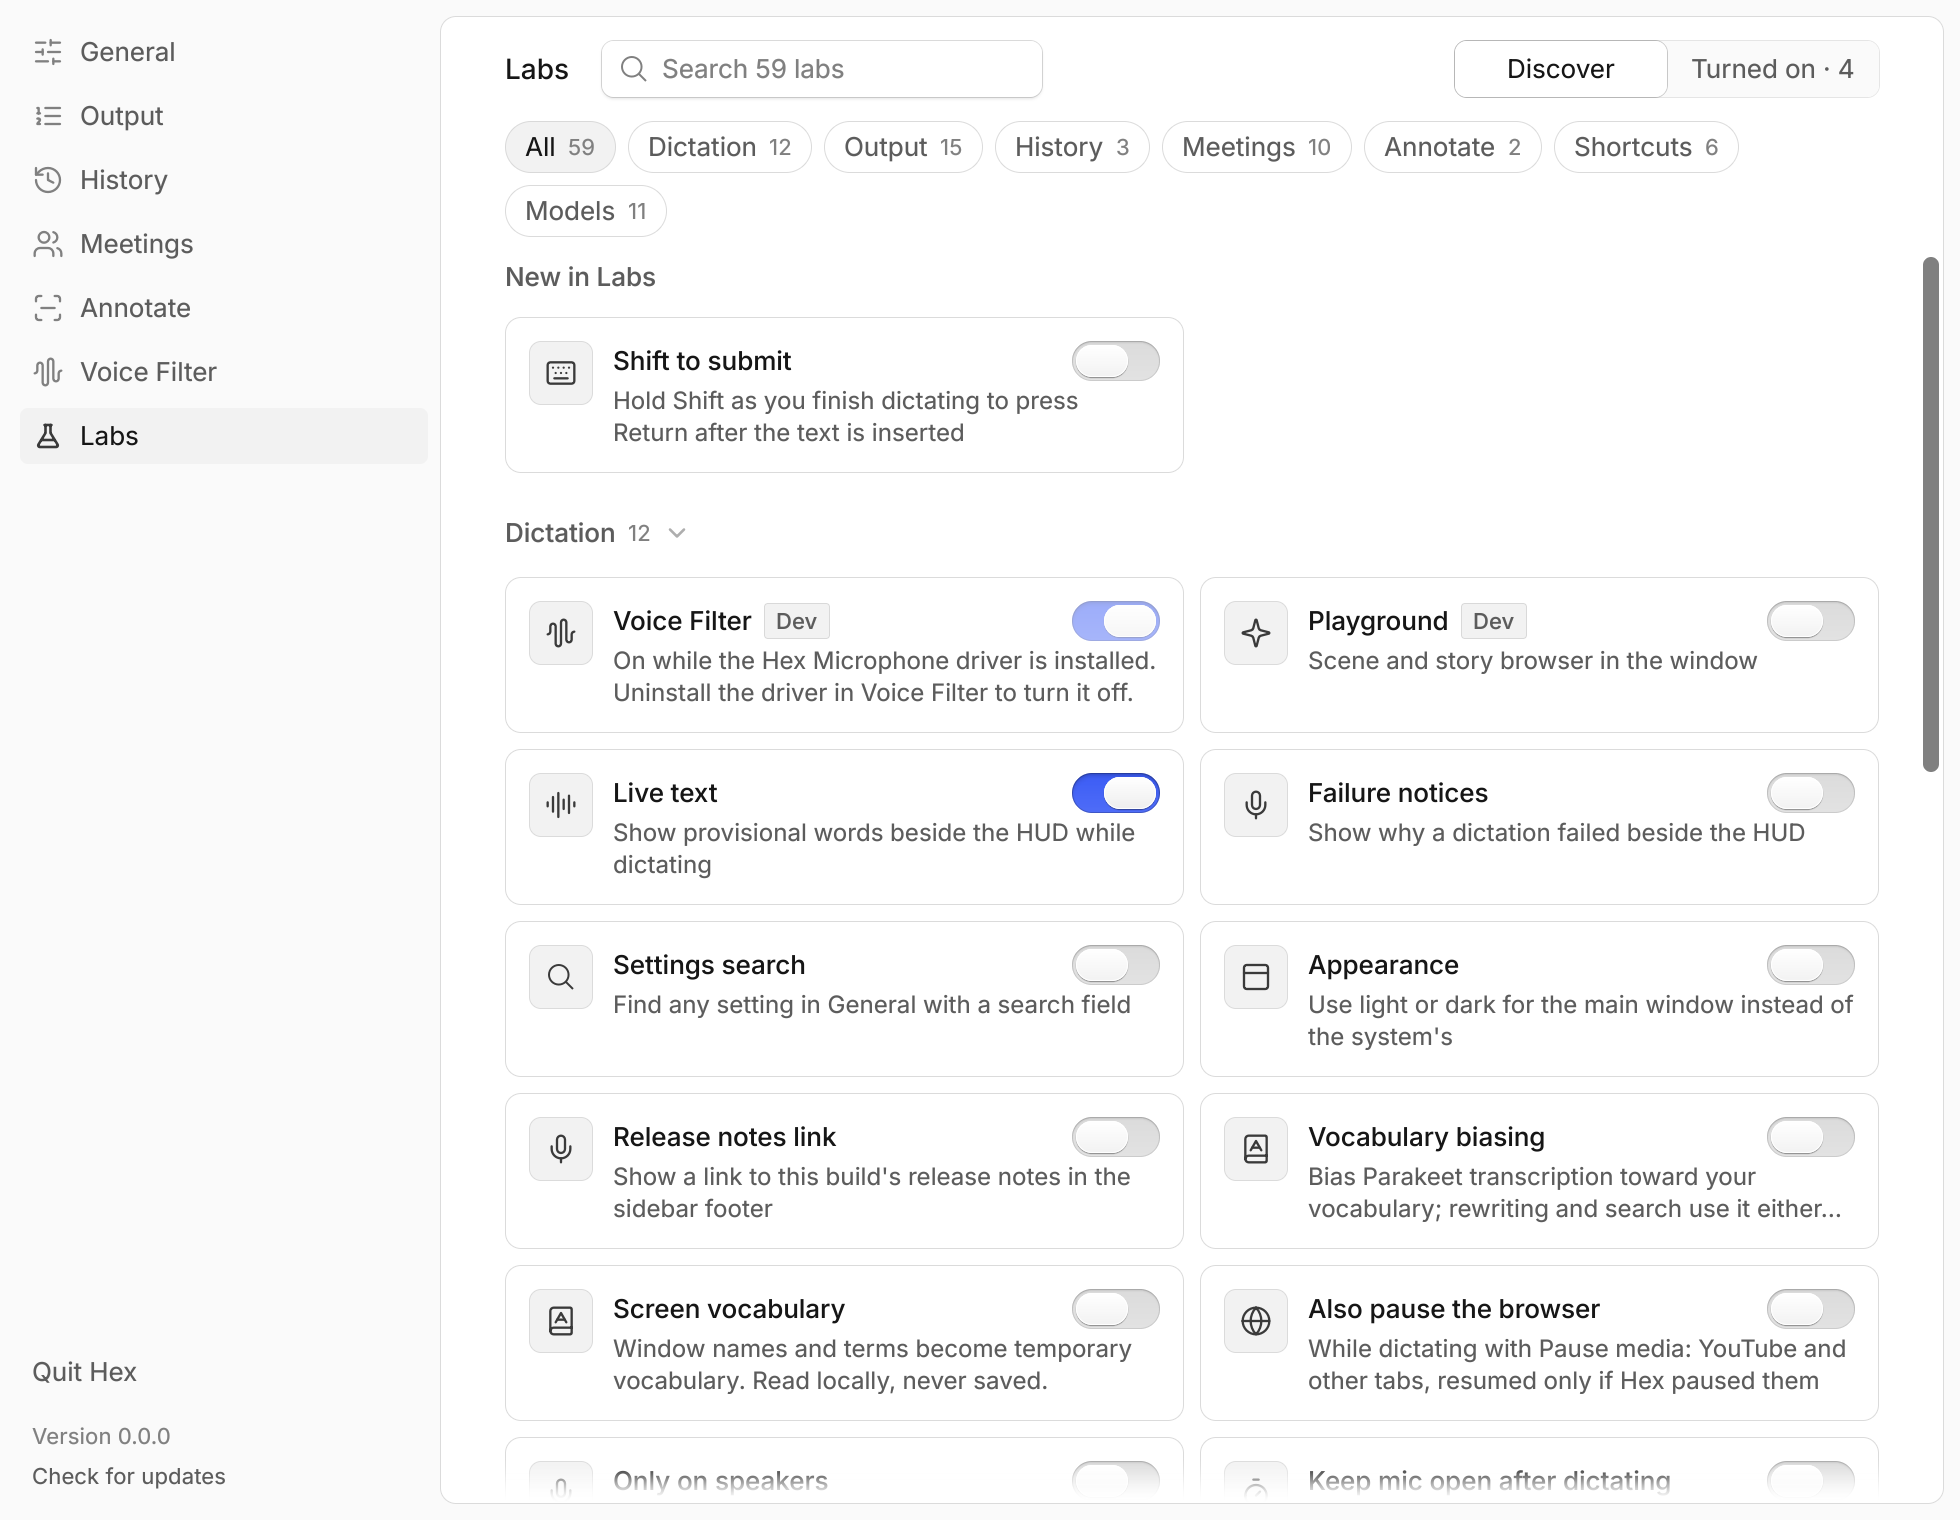 General
Output
History
Meetings
Annotate
Voice Filter
Labs
Quit Hex
Version 0.0.0
Check for updates
Labs
Search 59 labs
Discover
Turned on · 4
All 59
Dictation 12
Output 15
History 3
Meetings 10
Annotate 2
Shortcuts 6
Models 11
New in Labs
Shift to submit
Hold Shift as you finish dictating to press
Return after the text is inserted
Dictation 12
Voice Filter Dev
On while the Hex Microphone driver is installed.
Uninstall the driver in Voice Filter to turn it off.
Playground Dev
Scene and story browser in the window
Live text
Show provisional words beside the HUD while
dictating
Failure notices
Show why a dictation failed beside the HUD
Settings search
Find any setting in General with a search field
Appearance
Use light or dark for the main window instead of
the system's
Release notes link
Show a link to this build's release notes in the
sidebar footer
Vocabulary biasing
Bias Parakeet transcription toward your
vocabulary; rewriting and search use it either...
Screen vocabulary
Window names and terms become temporary
vocabulary. Read locally, never saved.
Also pause the browser
While dictating with Pause media: YouTube and
other tabs, resumed only if Hex paused them
Only on speakers
Keep mic open after dictating